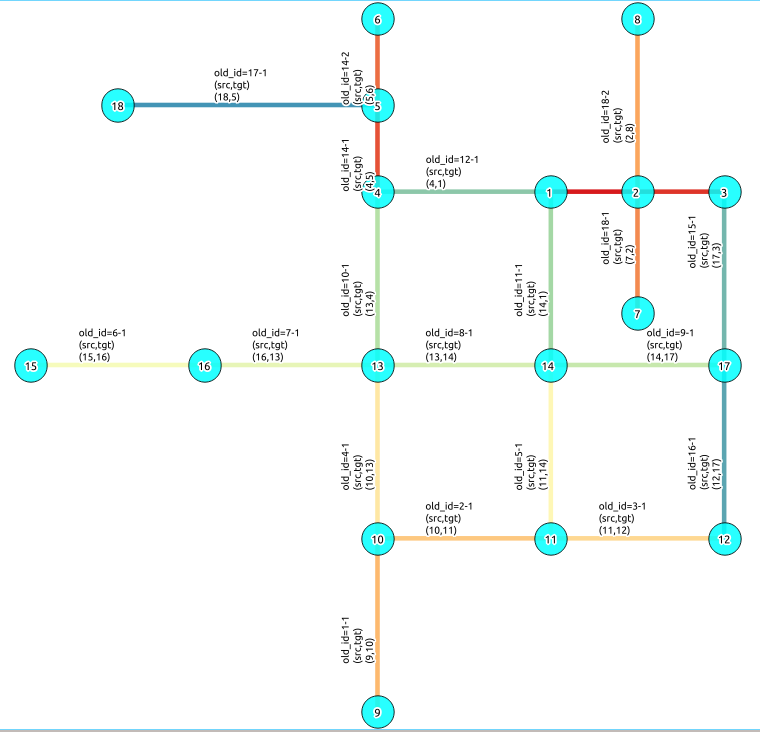 6
8
old_id=14-2
(src,tgt)
(5,6)
old_id=17-1
(src,tgt)
(18,5)
18
5
old_id=18-2
(src,tgt)
(2,8)
old_id=14-1
(src,tgt)
(4,5)
old_id=12-1
(src,tgt)
(4,1)
4
1
2
3
old_id=10-1
(src,tgt)
(13,4)
old_id=11-1
(src,tgt)
(14,1)
old_id=18-1
(src,tgt)
(7,2)
old_id=15-1
(src,tgt)
(17,3)
7
old_id=6-1
(src,tgt)
(15,16)
old_id=7-1
(src,tgt)
(16,13)
old_id=8-1
(src,tgt)
(13,14)
old_id=9-1
(src,tgt)
(14,17)
15
16
13
14
17
old_id=4-1
(src,tgt)
(10,13)
old_id=5-1
(src,tgt)
(11,14)
old_id=16-1
(src,tgt)
(12,17)
old_id=2-1
(src,tgt)
(10,11)
old_id=3-1
(src,tgt)
(11,12)
10
11
12
old_id=1-1
(src,tgt)
(9,10)
9